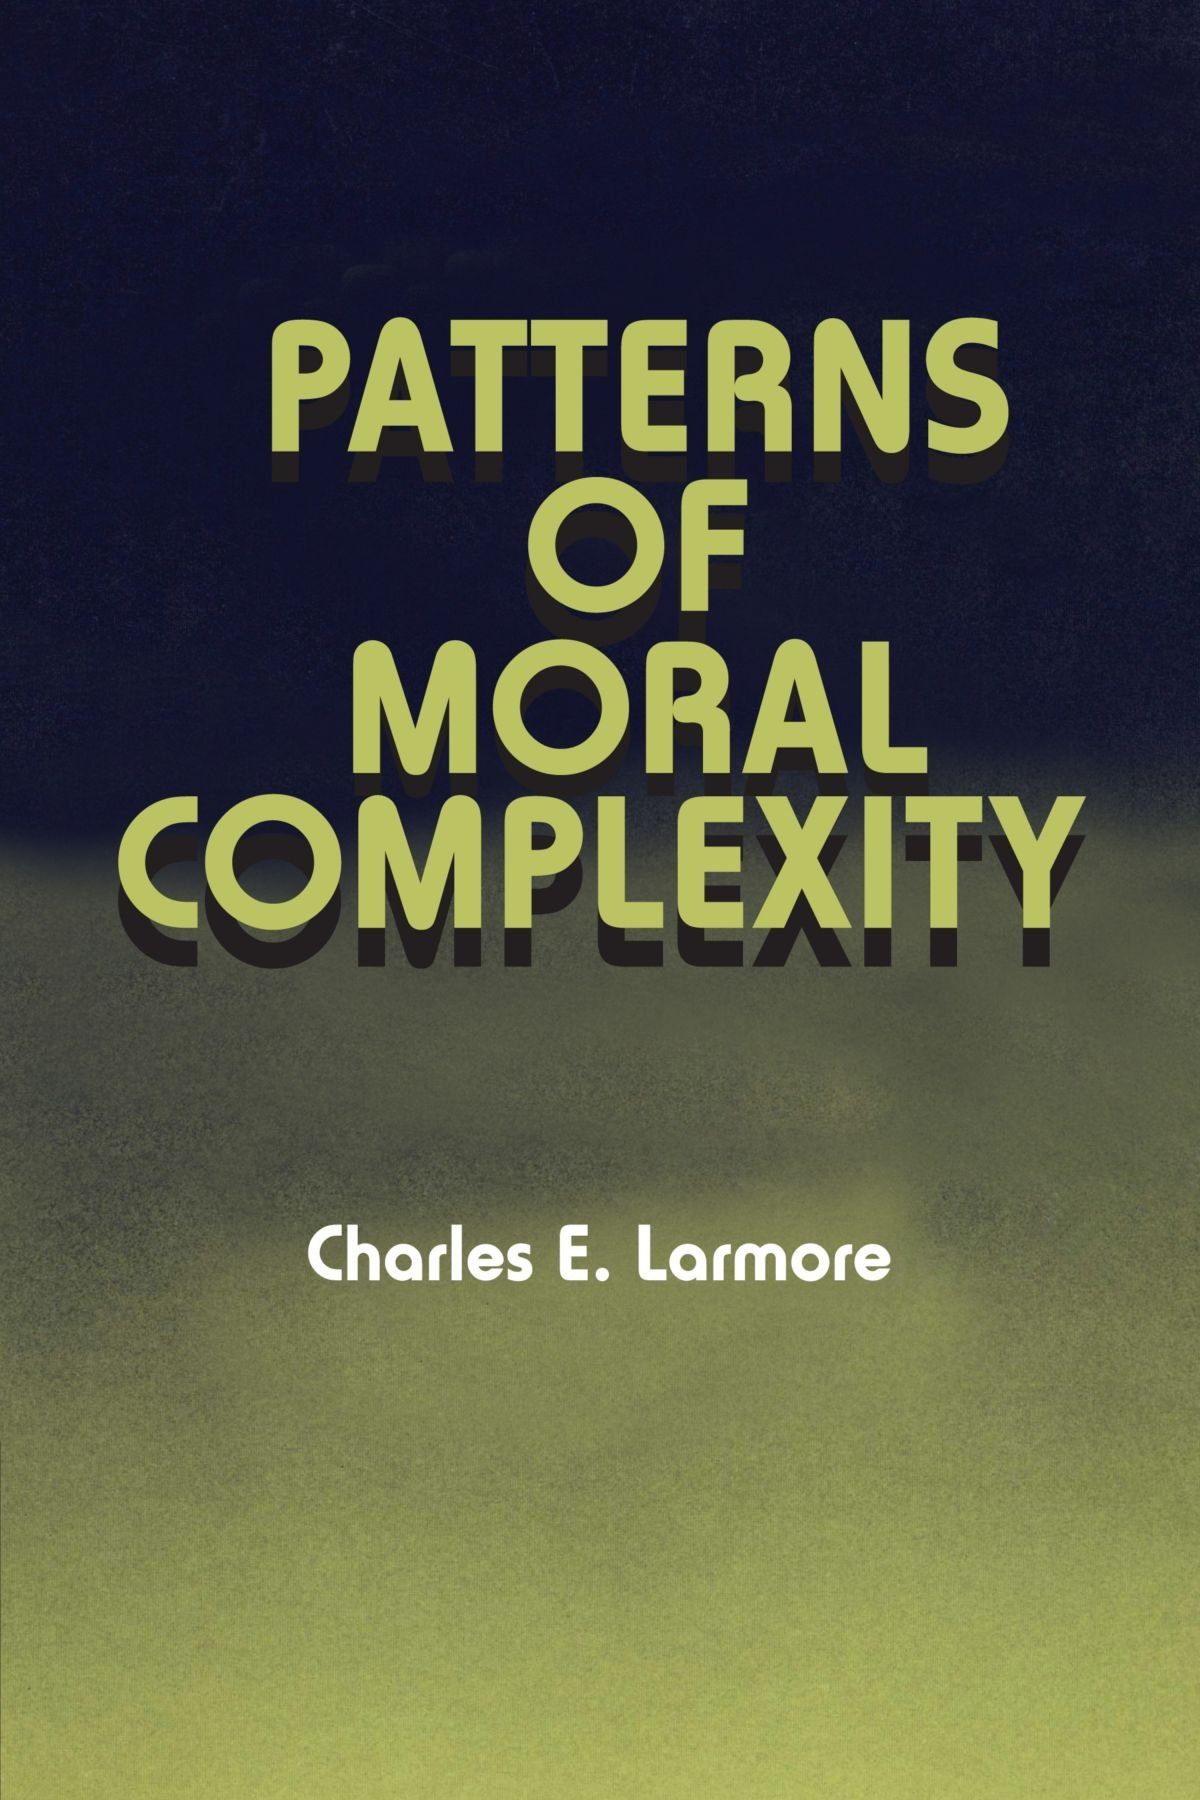 PATTERNS
OF
MORAL
COMPLEXITY
Charles E. Larmore